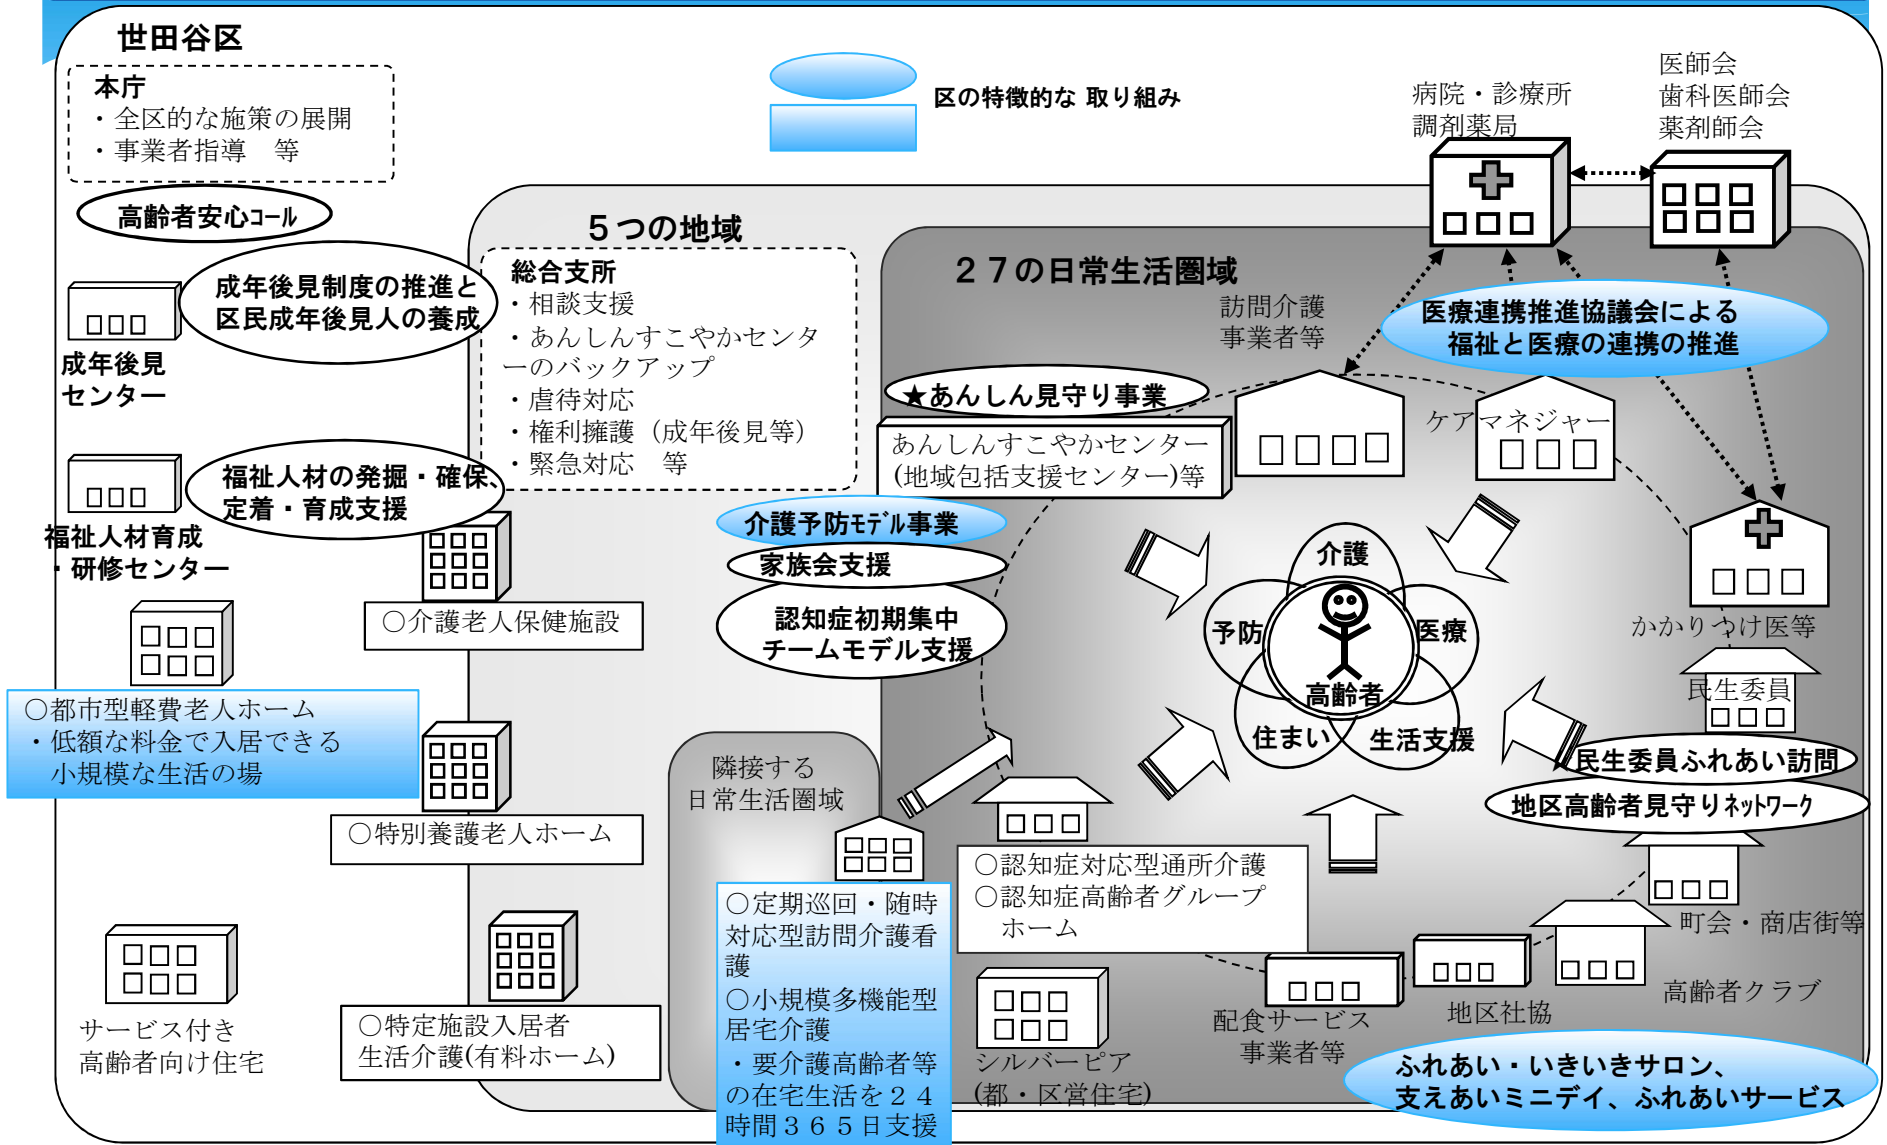 世田谷区
本庁
・全区的な施策の展開
・事業者指導　等
高齢者安心ｺｰﾙ
成年後見制度の推進と
区民成年後見人の養成
成年後見
センター
福祉人材の発掘・確保、
定着・育成支援
福祉人材育成
・研修センター
区の特徴的な 取り組み
病院・診療所
調剤薬局
医師会
歯科医師会
薬剤師会
５つの地域
総合支所
・相談支援
・あんしんすこやかセンタ
ーのバックアップ
・虐待対応
・権利擁護（成年後見等）
・緊急対応　等
２７の日常生活圏域
訪問介護
事業者等
医療連携推進協議会による
福祉と医療の連携の推進
★あんしん見守り事業
あんしんすこやかセンター
(地域包括支援センター)等
ケアマネジャー
介護予防ﾓﾃﾞﾙ事業
家族会支援
認知症初期集中
チームモデル支援
介護
予防
医療
高齢者
住まい
生活支援
かかりつけ医等
民生委員
民生委員ふれあい訪問
地区高齢者見守りﾈｯﾄﾜｰｸ
○介護老人保健施設
○都市型軽費老人ホーム
・低額な料金で入居できる
小規模な生活の場
○特別養護老人ホーム
隣接する
日常生活圏域
○認知症対応型通所介護
○認知症高齢者グループ
ホーム
○定期巡回・随時
対応型訪問介護看
護
○小規模多機能型
居宅介護
・要介護高齢者等
の在宅生活を２４
時間３６５日支援
町会・商店街等
高齢者クラブ
地区社協
配食サービス
事業者等
シルバーピア
(都・区営住宅)
サービス付き
高齢者向け住宅
○特定施設入居者
生活介護(有料ホーム)
ふれあい・いきいきサロン、
支えあいミニデイ、ふれあいサービス